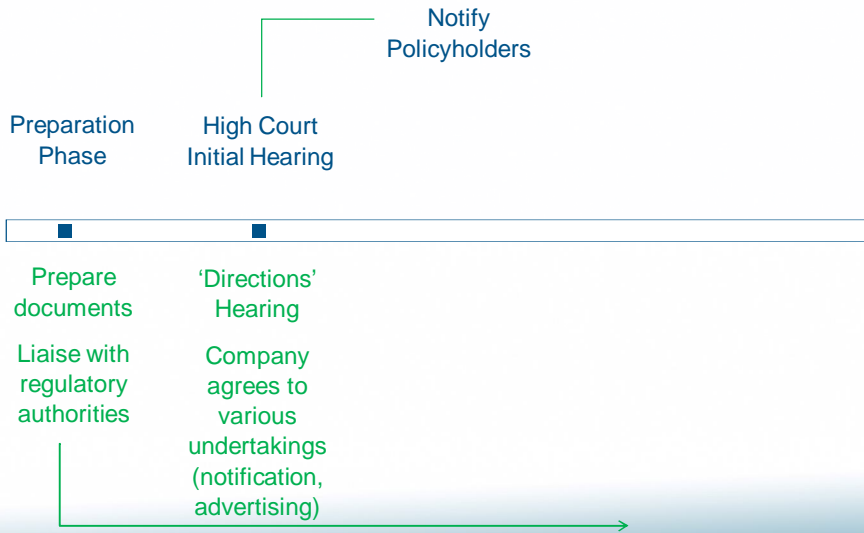 Notify
Policyholders
Preparation
Phase
High Court
Initial Hearing
Prepare
documents
Liaise with
regulatory
authorities
‘Directions’
Hearing
Company
agrees to
various
undertakings
(notification,
advertising)